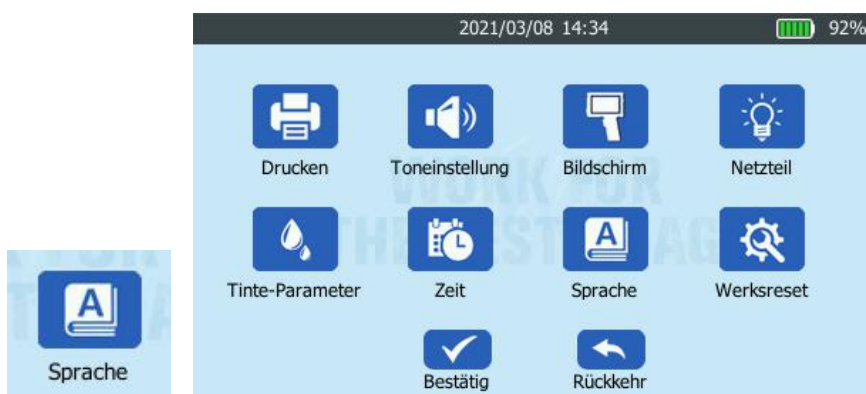 2021/03/08 14:34 92%
Drucken Toneinstellung Bildschirm Netzteil
Tinte-Parameter Zeit Sprache Werksreset
Bestätig Rückkehr
A
Sprache